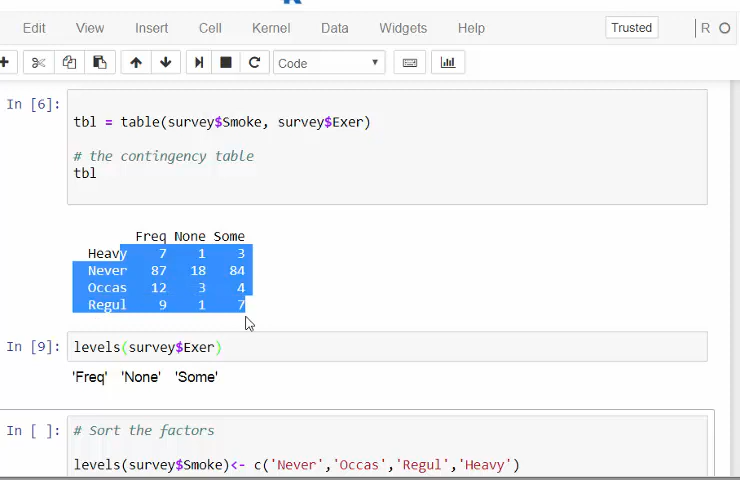 Edit View Insert Cell Kernel Data Widgets Help Trusted R
Code
In [6]:
tbl = table(survey$Smoke, survey$Exer)
# the contingency table
tbl
Freq None Some
Heavy 7 1 3
Never 87 18 84
Occas 12 3 4
Regul 9 1 7
In [9]: levels(survey$Exer)
'Freq' 'None' 'Some'
In [ ]: # Sort the factors
levels(survey$Smoke)<- c('Never','Occas','Regul','Heavy')